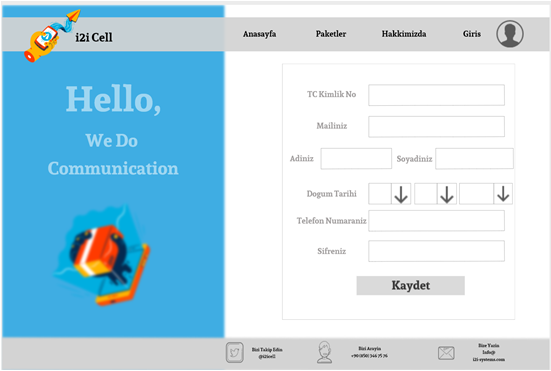 i2i Cell
Anasayfa Paketler Hakkimizda Giris
Hello,
We Do
Communication
TC Kimlik No
Mailiniz
Adiniz Soyadiniz
Dogum Tarihi
Telefon Numaraniz
Sifreniz
Kaydet
Bizi Takip Edin
@i2icell
Bizi Arayin
+90 (850) 346 75 76
Bize Yazin
Info@
i2i-systems.com